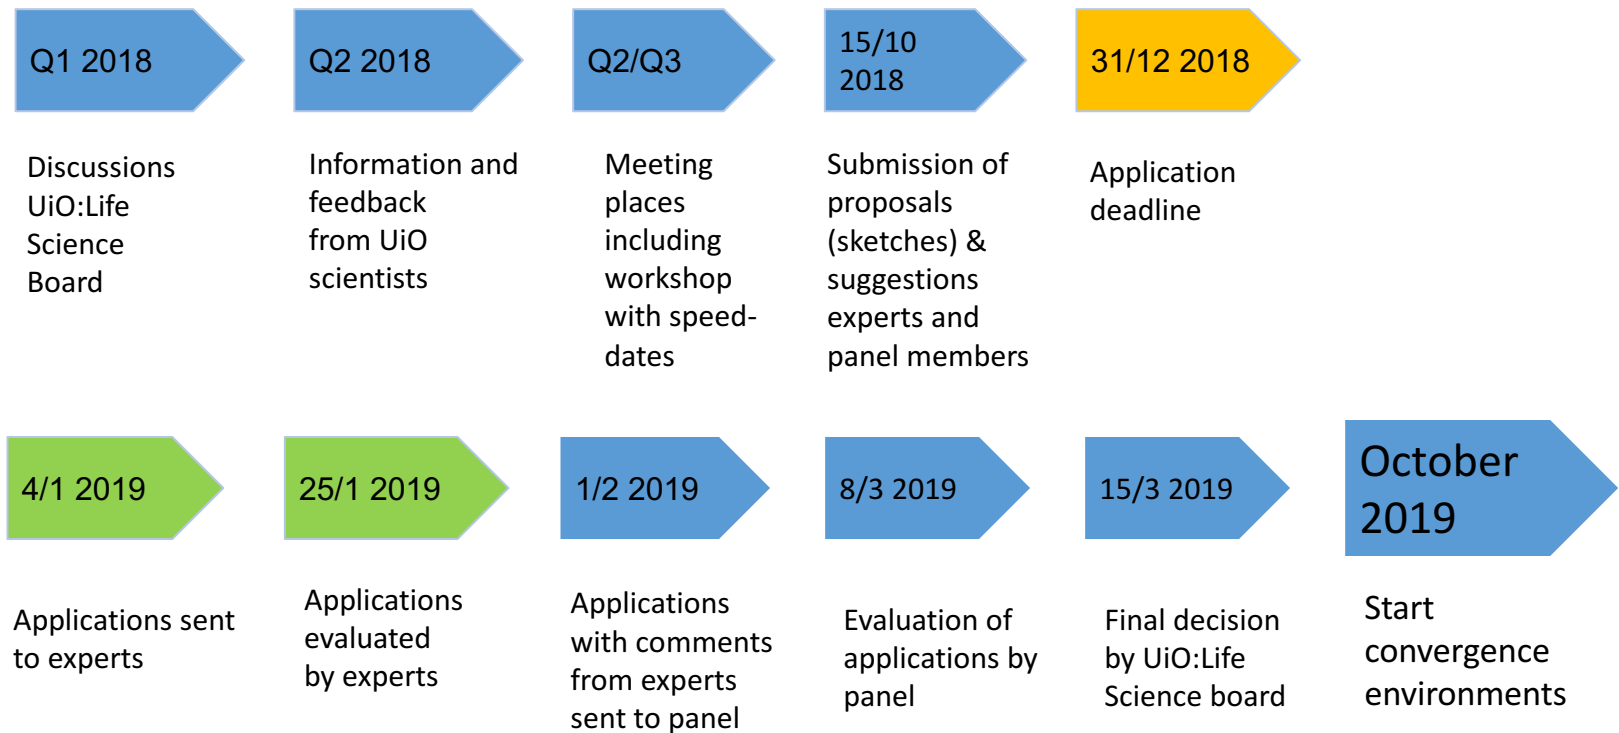 Q1 2018
Q2 2018
Q2/Q3
15/10
2018
31/12 2018
Discussions
UiO:Life
Science
Board
Information and
feedback
from UiO
scientists
Meeting
places
including
workshop
with speed-
dates
Submission of
proposals
(sketches) &
suggestions
experts and
panel members
Application
deadline
4/1 2019
25/1 2019
1/2 2019
8/3 2019
15/3 2019
October
2019
Applications sent
to experts
Applications
evaluated
by experts
Applications
with comments
from experts
sent to panel
Evaluation of
applications by
panel
Final decision
by UiO:Life
Science board
Start
convergence
environments